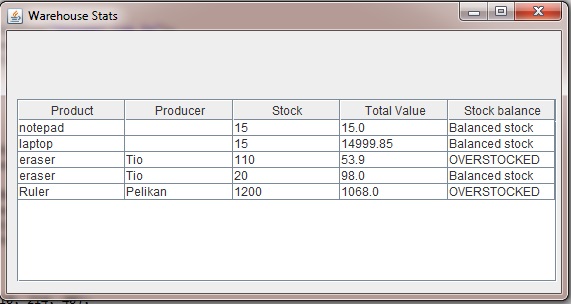 Warehouse Stats
Product Producer Stock Total Value Stock balance
notepad 15 15.0 Balanced stock
laptop 15 14999.85 Balanced stock
eraser Tio 110 53.9 OVERSTOCKED
eraser Tio 20 98.0 Balanced stock
Ruler Pelikan 1200 1068.0 OVERSTOCKED